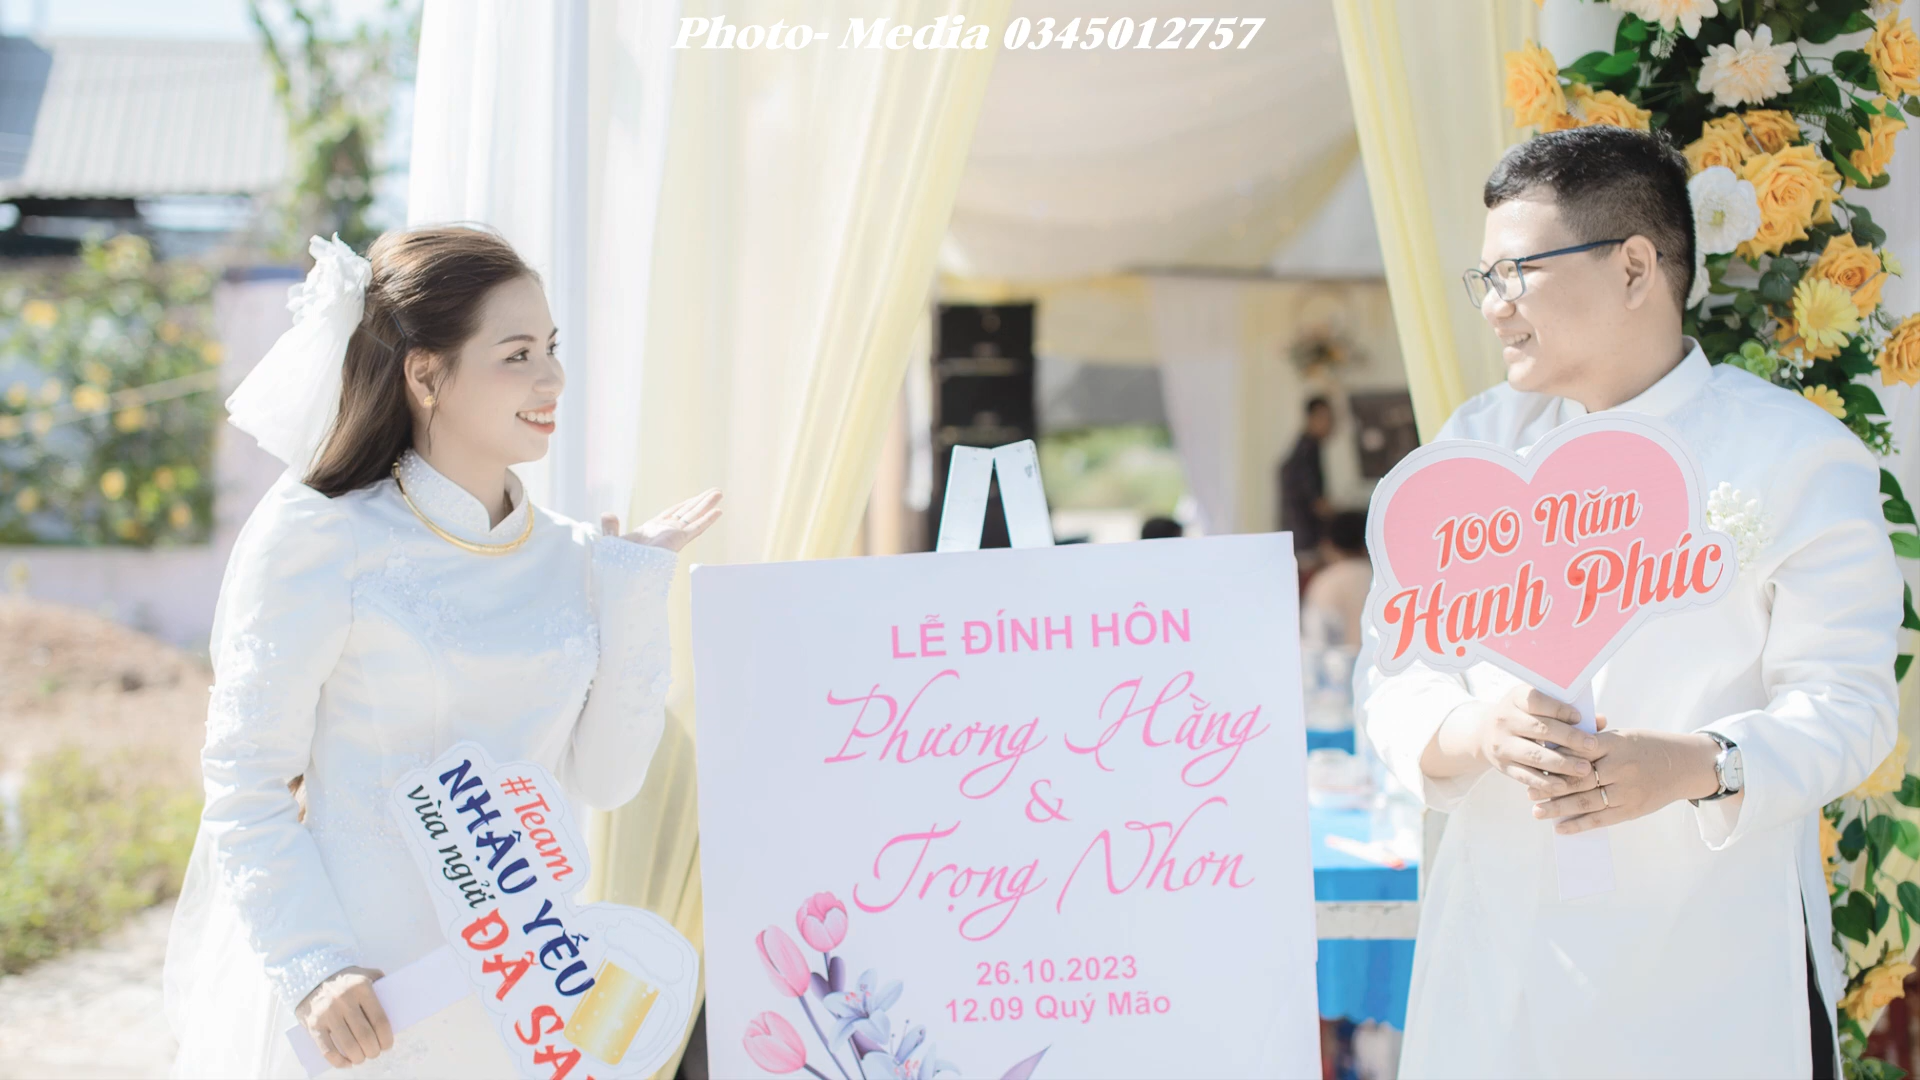 Photo- Media 0345012757
LỄ ĐÍNH HÔN
Phương Hằng
&
Trọng Nhơn
26.10.2023
12.09 Quý Mão
100 Năm
Hạnh Phúc
#Team
NHẬU YẾU
vừa ngửi
ĐÃ